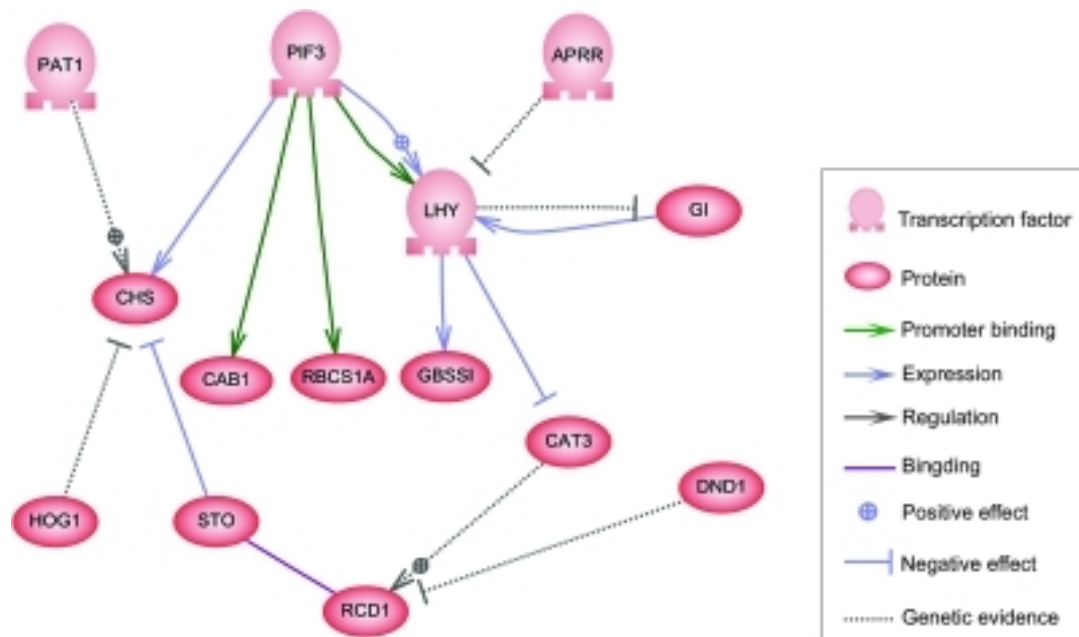 PAT1
PIF3
APRR
LHY
GI
CHS
CAB1
RBCS1A
GBSSI
CAT3
DND1
HOG1
STO
RCD1
Transcription factor
Protein
Promoter binding
Expression
Regulation
Bingding
Positive effect
Negative effect
Genetic evidence